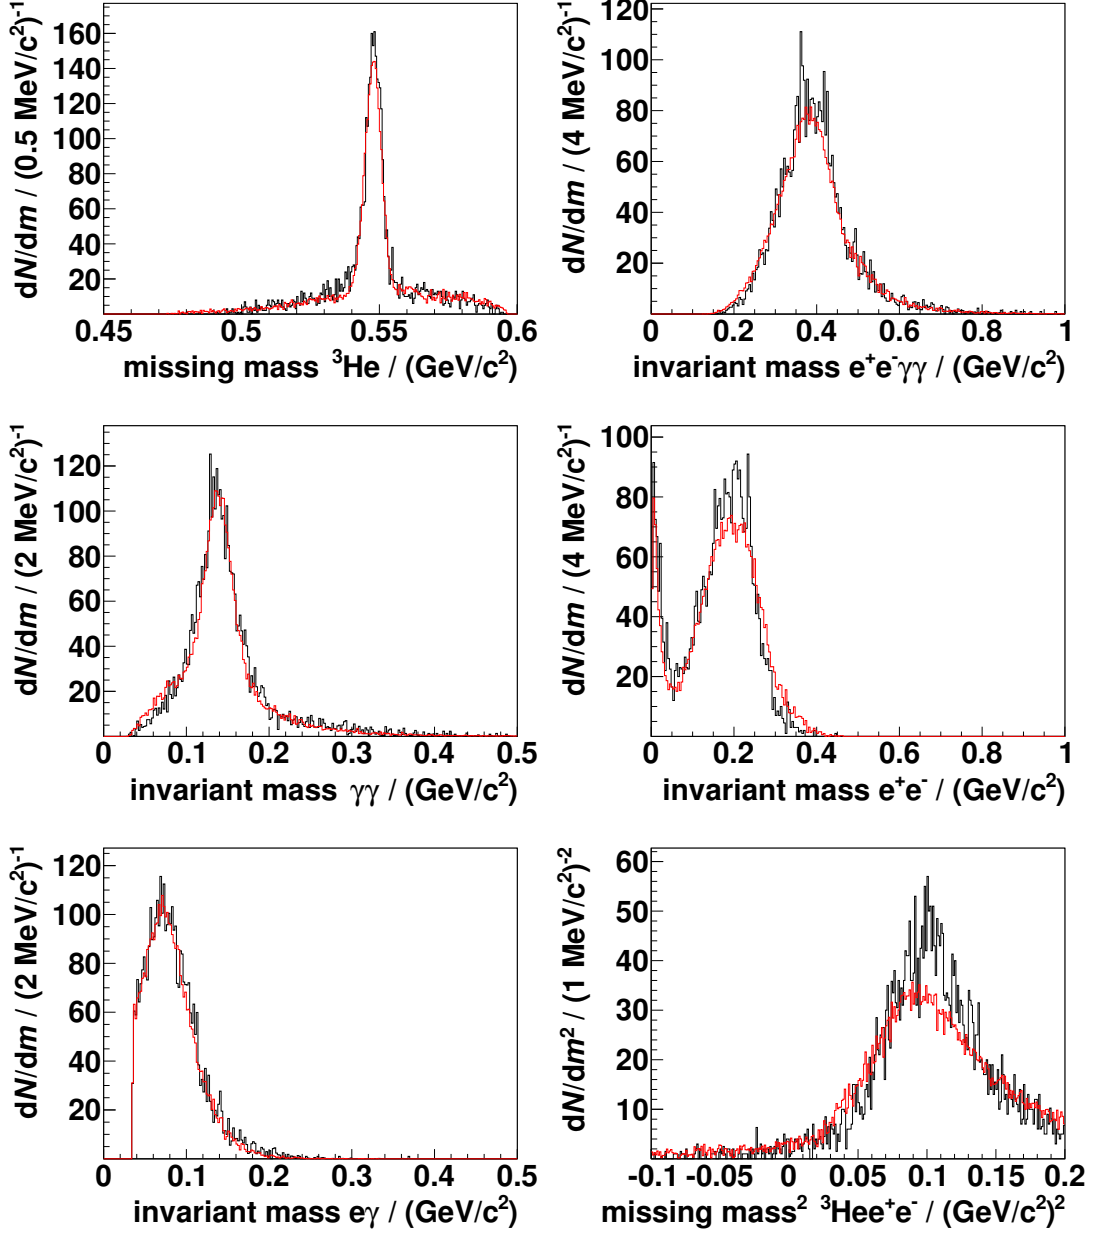 dN/dm / (0.5 MeV/c²)⁻¹
160
140
120
100
80
60
40
20
0.45 0.5 0.55 0.6
missing mass ³He / (GeV/c²)
dN/dm / (4 MeV/c²)⁻¹
120
100
80
60
40
20
0 0.2 0.4 0.6 0.8 1
invariant mass e⁺e⁻γγ / (GeV/c²)
dN/dm / (2 MeV/c²)⁻¹
120
100
80
60
40
20
0 0.1 0.2 0.3 0.4 0.5
invariant mass γγ / (GeV/c²)
dN/dm / (4 MeV/c²)⁻¹
100
80
60
40
20
0 0.2 0.4 0.6 0.8 1
invariant mass e⁺e⁻ / (GeV/c²)
dN/dm / (2 MeV/c²)⁻¹
120
100
80
60
40
20
0 0.1 0.2 0.3 0.4 0.5
invariant mass eγ / (GeV/c²)
dN/dm² / (1 MeV/c²)⁻²
60
50
40
30
20
10
-0.1 -0.05 0 0.05 0.1 0.15 0.2
missing mass² ³Hee⁺e⁻ / (GeV/c²)²